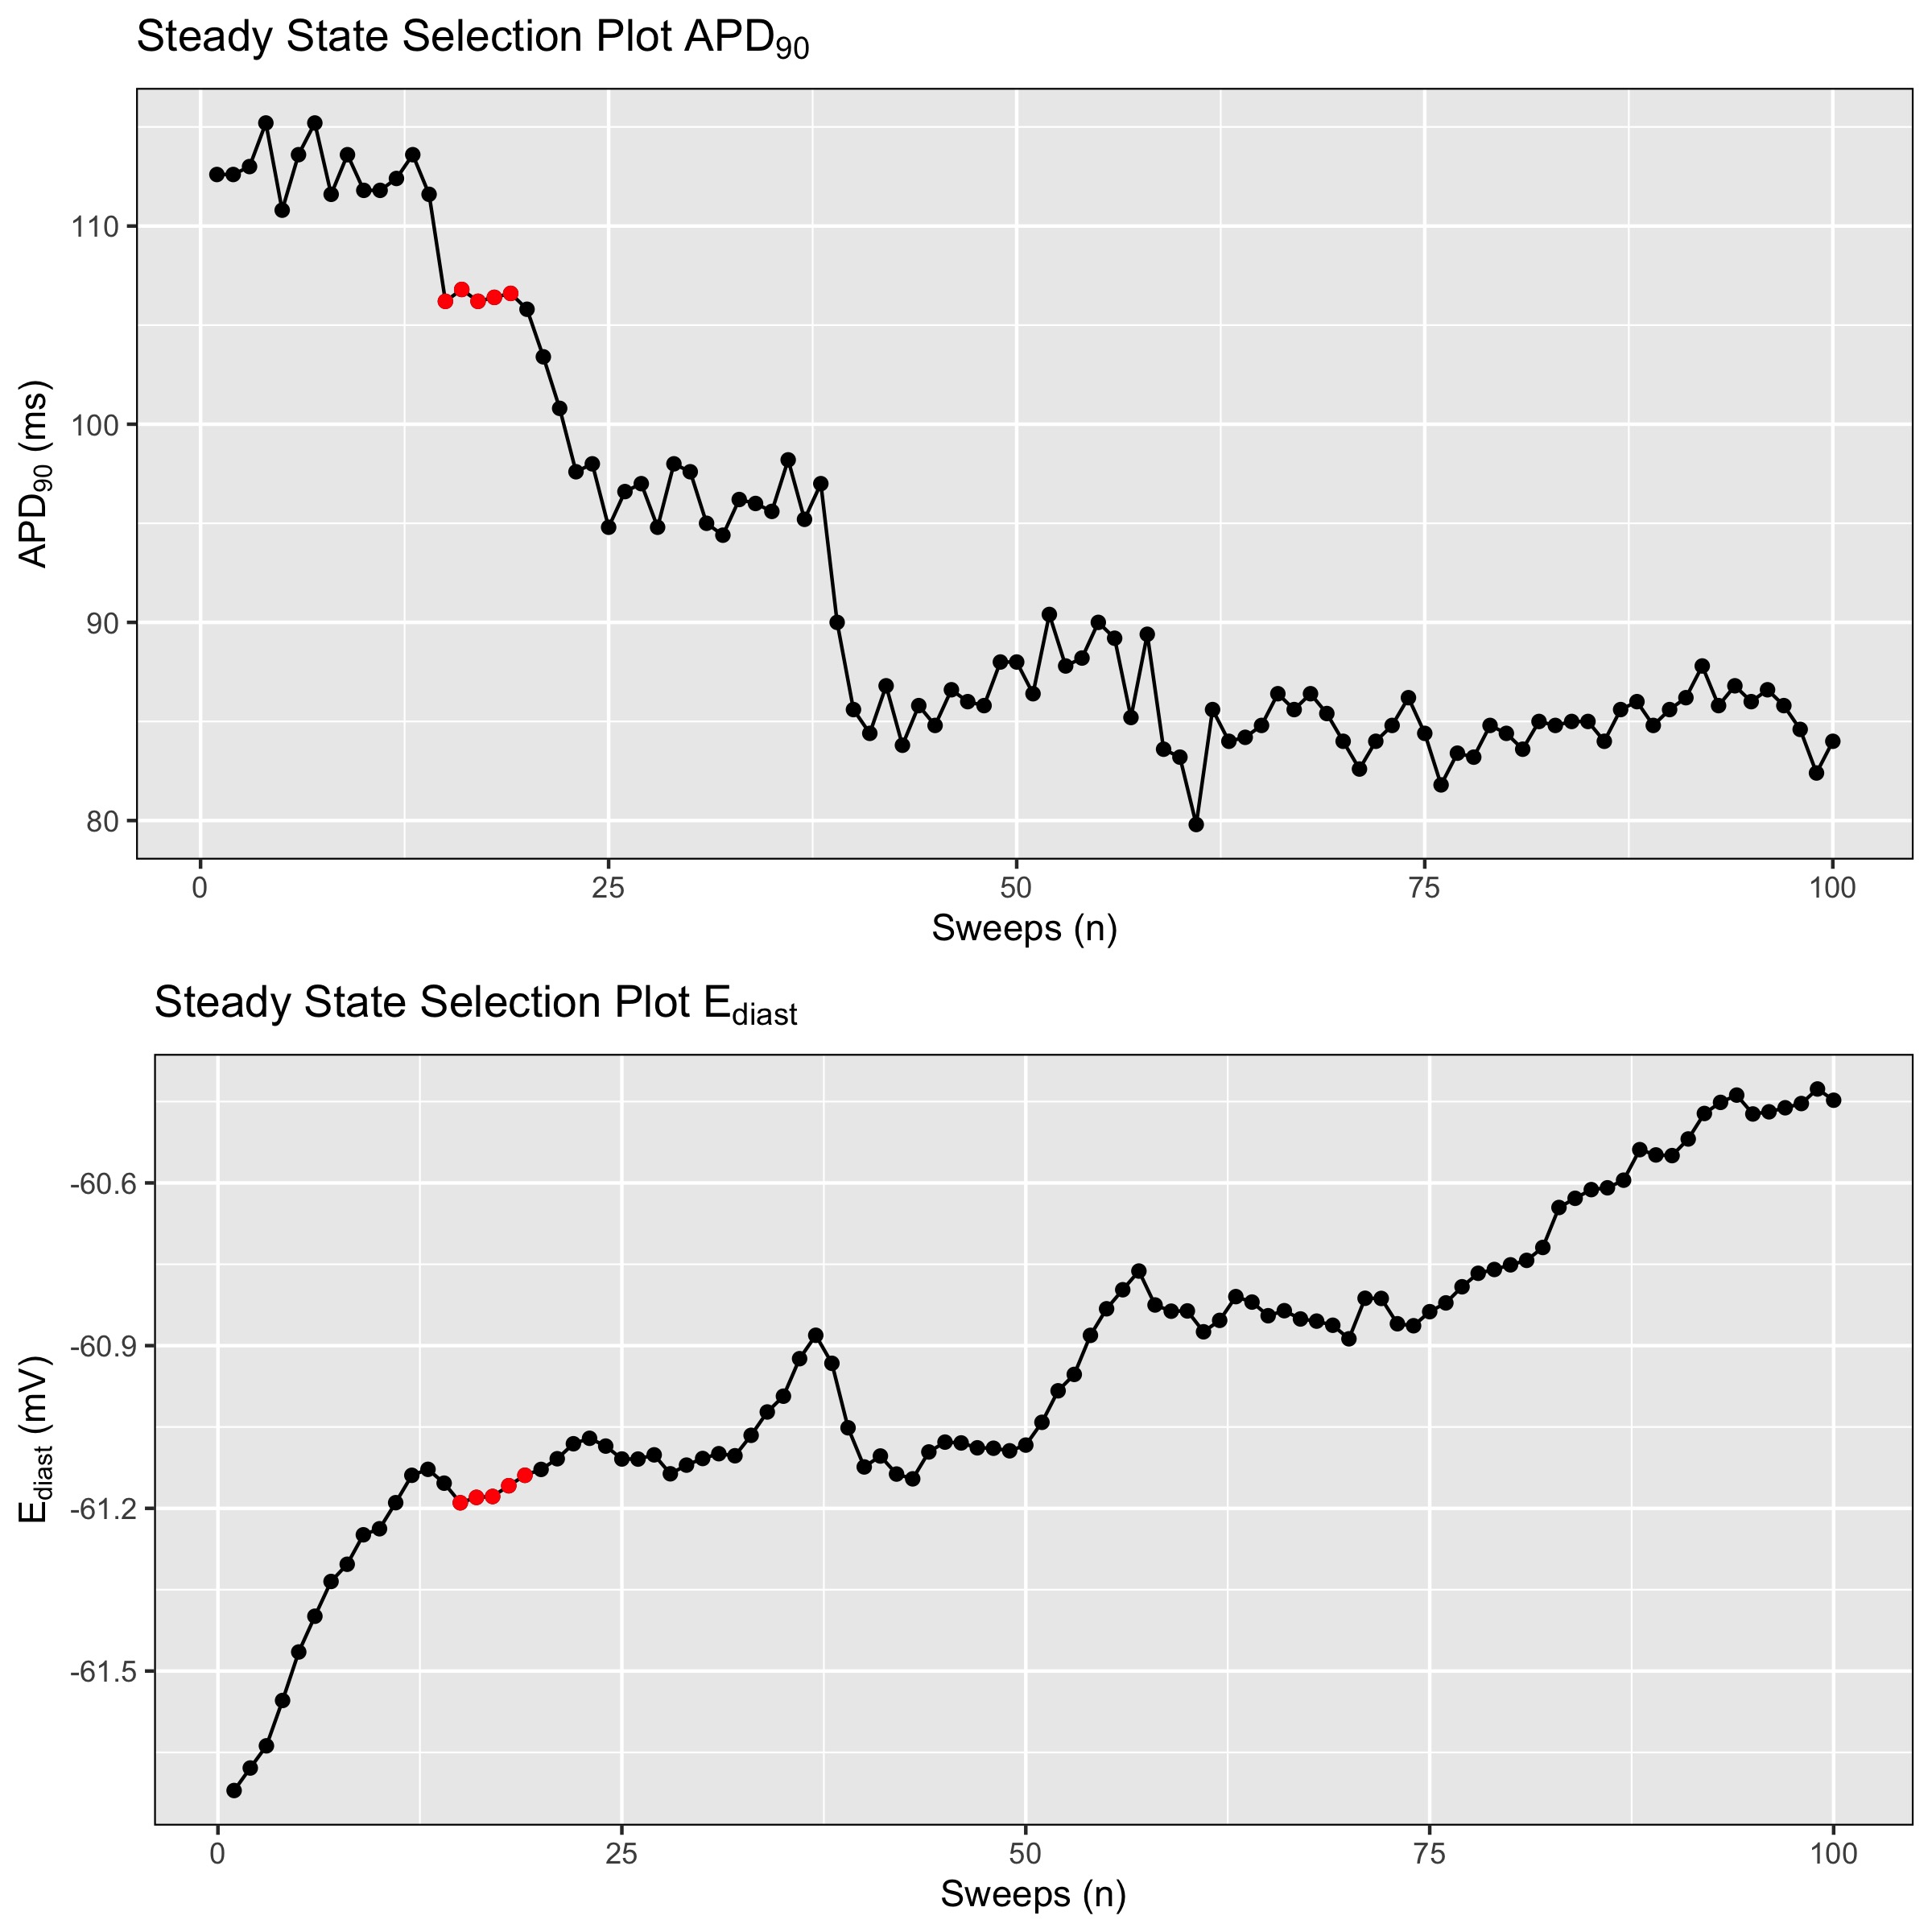 Steady State Selection Plot APD90
110
100
90
80
APD90 (ms)
0 25 50 75 100
Sweeps (n)
Steady State Selection Plot Ediast
-60.6
-60.9
-61.2
-61.5
Ediast (mV)
0 25 50 75 100
Sweeps (n)